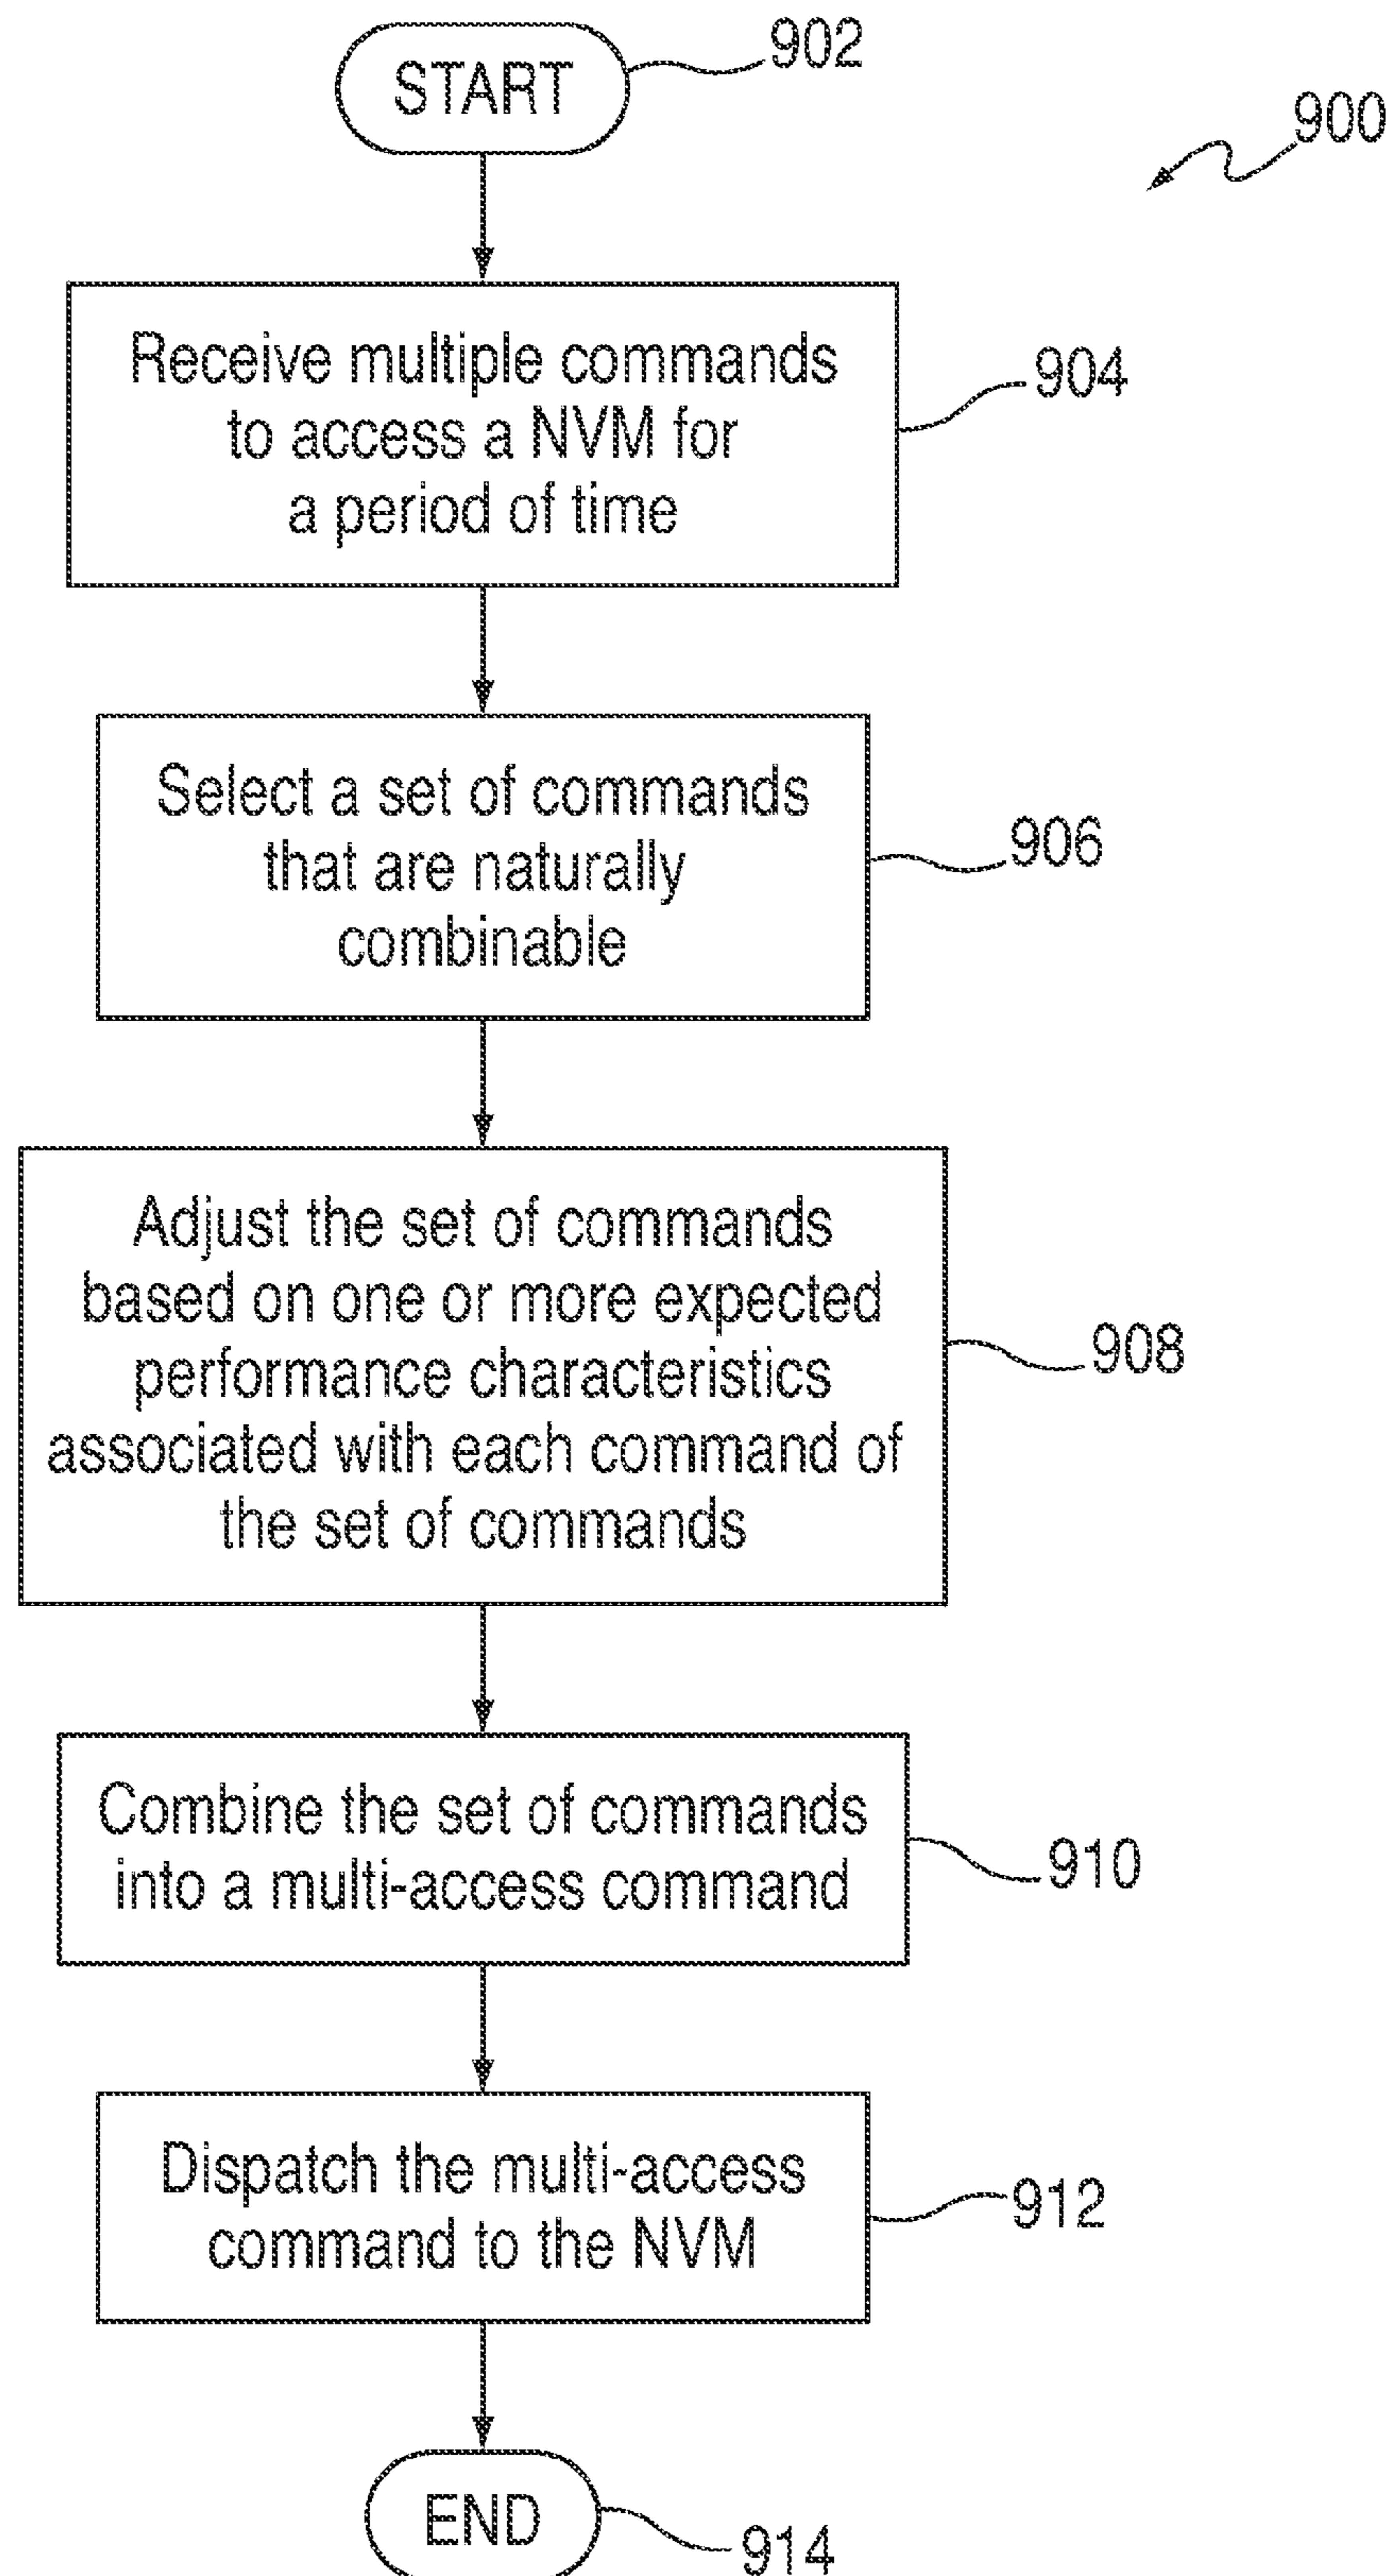 START
902
900
Receive multiple commands
to access a NVM for
a period of time
904
Select a set of commands
that are naturally
combinable
906
Adjust the set of commands
based on one or more expected
performance characteristics
associated with each command of
the set of commands
908
Combine the set of commands
into a multi-access command
910
Dispatch the multi-access
command to the NVM
912
END
914